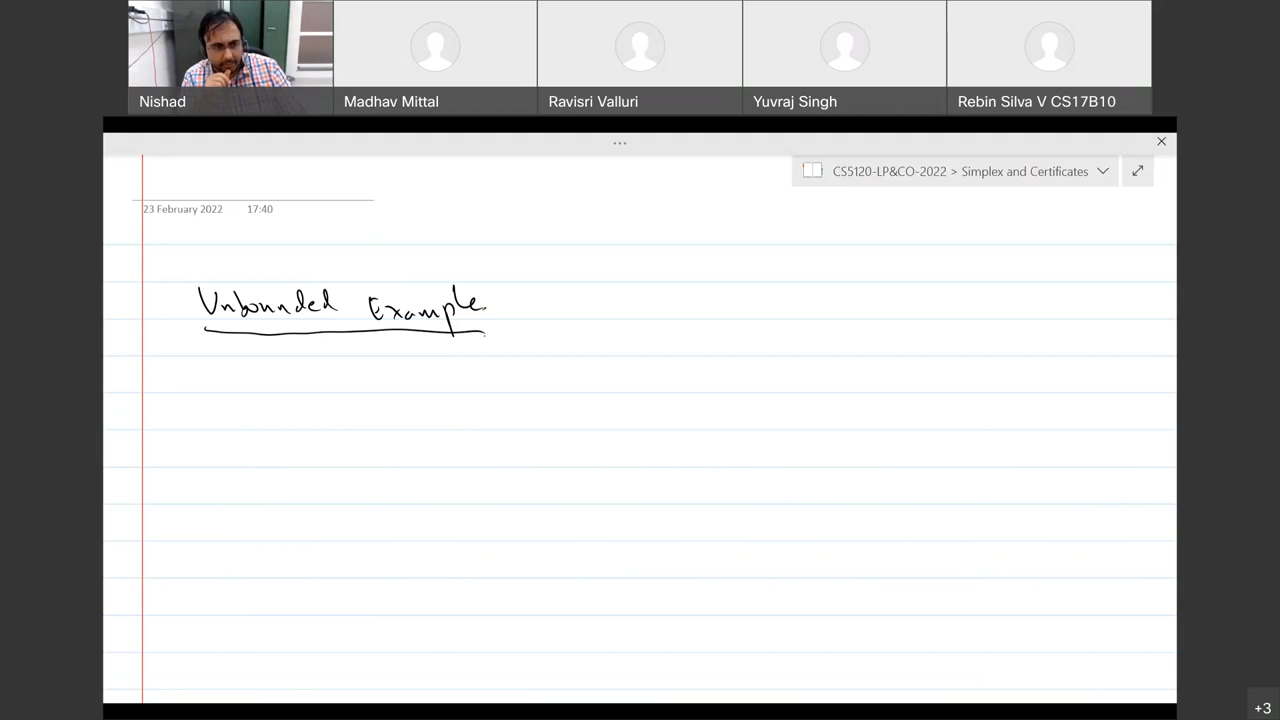 Nishad
Madhav Mittal
Ravisri Valluri
Yuvraj Singh
Rebin Silva V CS17B10
...
CS5120-LP&CO-2022 > Simplex and Certificates
23 February 2022 17:40
Unbounded Example
+3